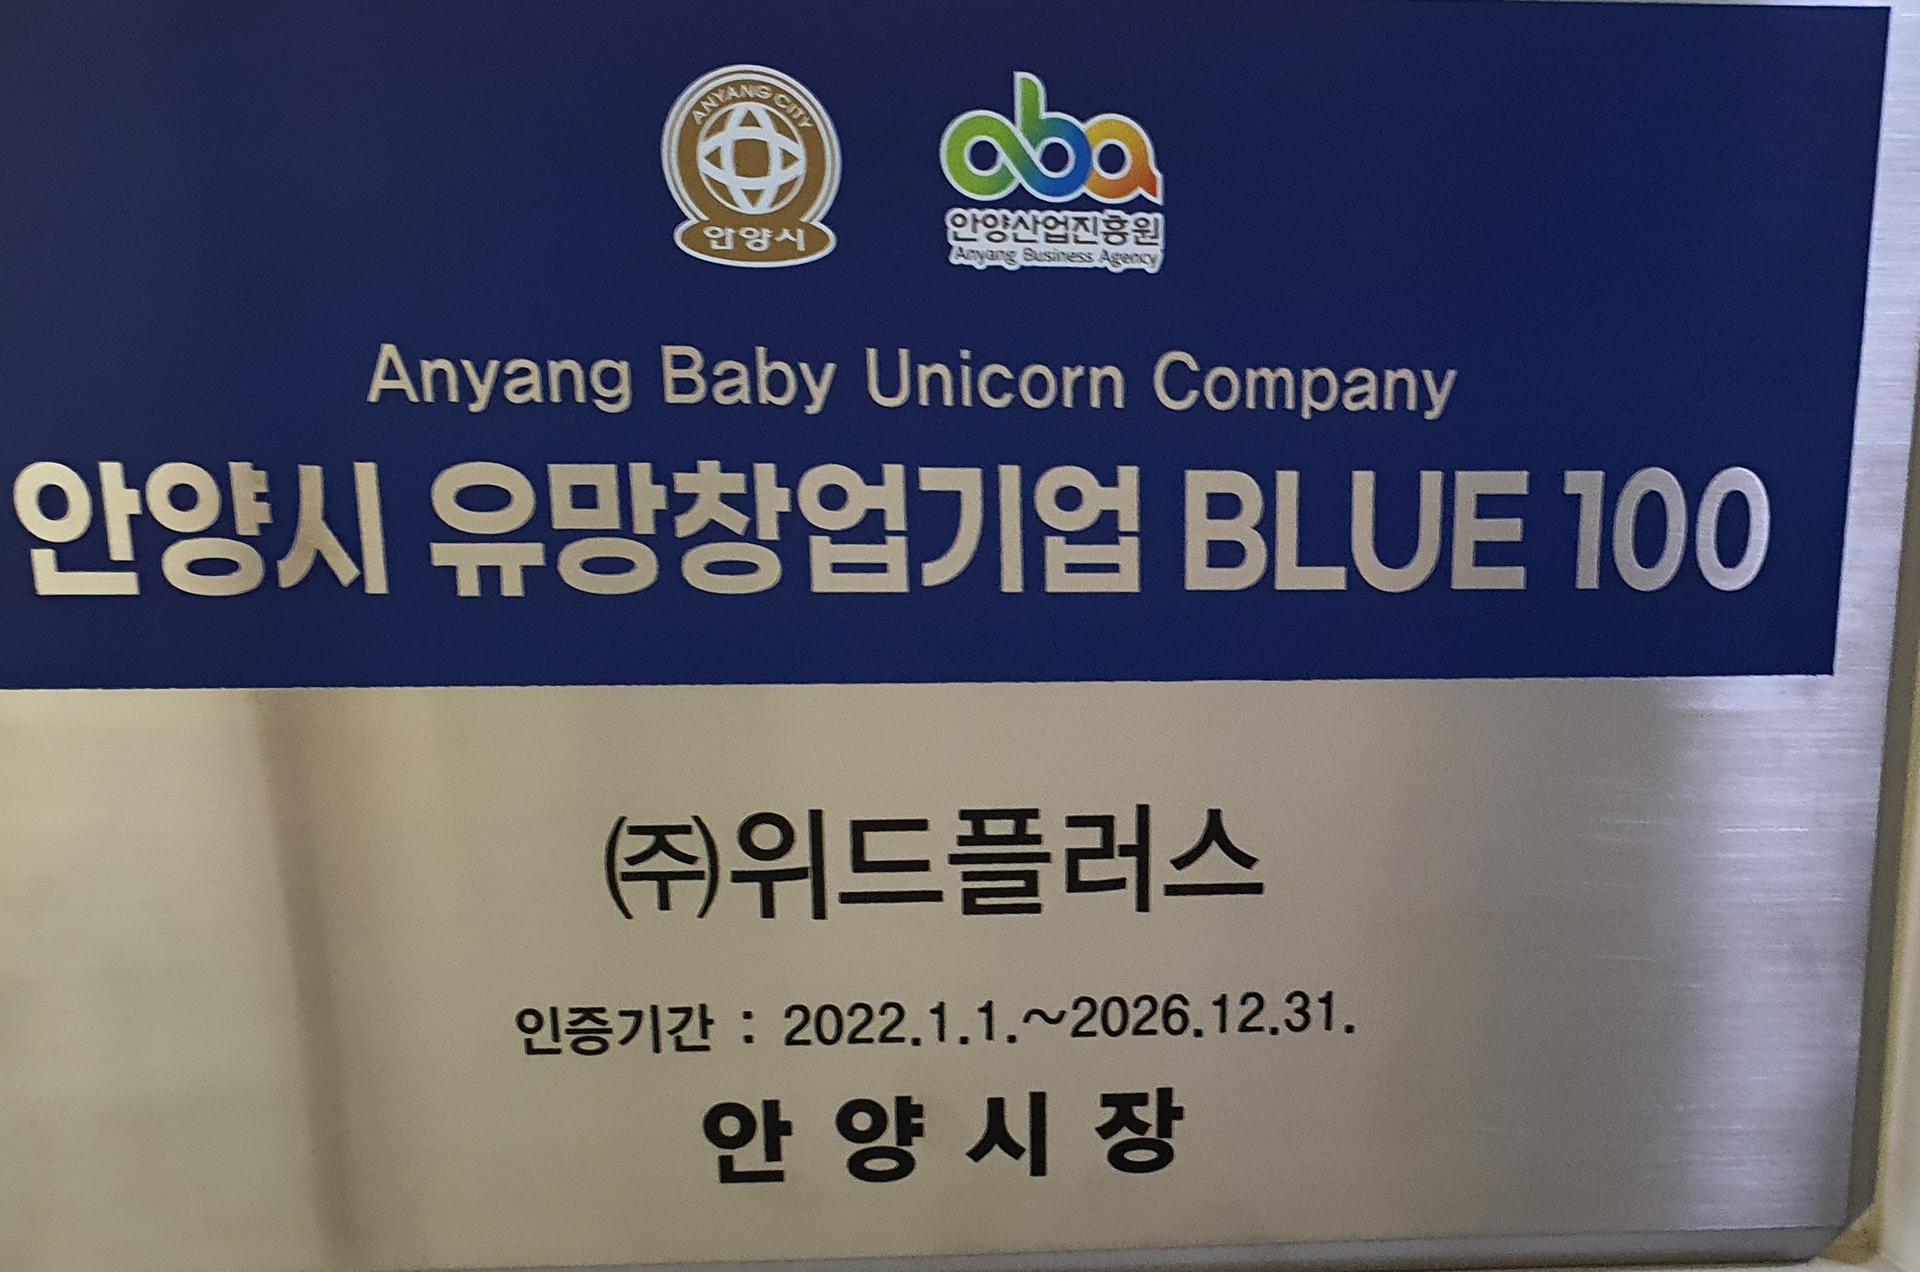 ANYANG CITY
안양시
aba
안양산업진흥원
Anyang Business Agency
Anyang Baby Unicorn Company
안양시 유망창업기업 BLUE 100
㈜위드플러스
인증기간 : 2022.1.1.~2026.12.31.
안 양 시 장